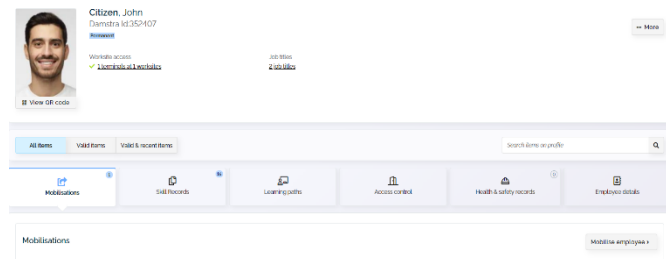 Citizen, John
Damstra Id:352407
Permanent
Worksite access
Job titles
1 terminals at 1 worksites
2 job titles
More
View QR code
All items
Valid items
Valid & recent items
Search items on profile
Mobilisations
Skill Records
Learning paths
Access control
Health & safety records
Employee details
Mobilisations
Mobilise employee